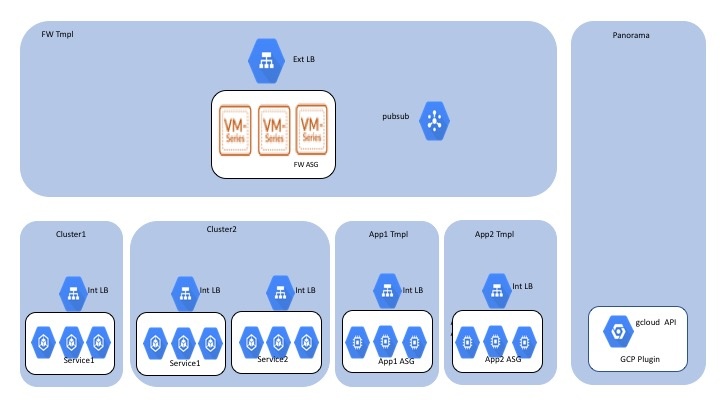 FW Tmpl
Ext LB
VM-Series
VM-Series
VM-Series
FW ASG
pubsub
Panorama
gcloud API
GCP Plugin
Cluster1
Int LB
Service1
Cluster2
Int LB
Int LB
Service1
Service2
App1 Tmpl
Int LB
App1 ASG
App2 Tmpl
Int LB
App2 ASG